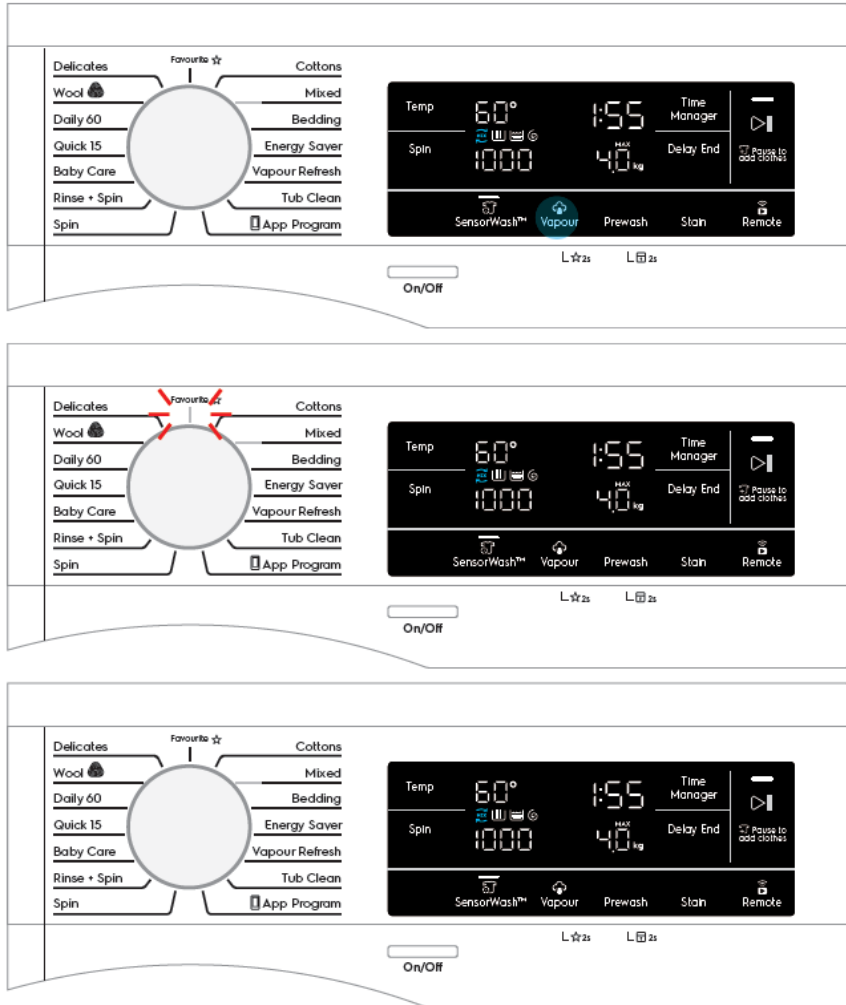 Favourite ☆
Delicates
Cottons
Wool
Mixed
Daily 60
Bedding
Quick 15
Energy Saver
Baby Care
Vapour Refresh
Rinse + Spin
Tub Clean
Spin
App Program
Temp
60°
1:55
Time
Manager
Spin
1000
MAX
4.0 kg
Delay End
Pause to
add clothes
SensorWash™
Vapour
Prewash
Stain
Remote
☆ 2s
2s
On/Off
Favourite ☆
Delicates
Cottons
Wool
Mixed
Daily 60
Bedding
Quick 15
Energy Saver
Baby Care
Vapour Refresh
Rinse + Spin
Tub Clean
Spin
App Program
Temp
60°
1:55
Time
Manager
Spin
1000
MAX
4.0 kg
Delay End
Pause to
add clothes
SensorWash™
Vapour
Prewash
Stain
Remote
☆ 2s
2s
On/Off
Favourite ☆
Delicates
Cottons
Wool
Mixed
Daily 60
Bedding
Quick 15
Energy Saver
Baby Care
Vapour Refresh
Rinse + Spin
Tub Clean
Spin
App Program
Temp
60°
1:55
Time
Manager
Spin
1000
MAX
4.0 kg
Delay End
Pause to
add clothes
SensorWash™
Vapour
Prewash
Stain
Remote
☆ 2s
2s
On/Off